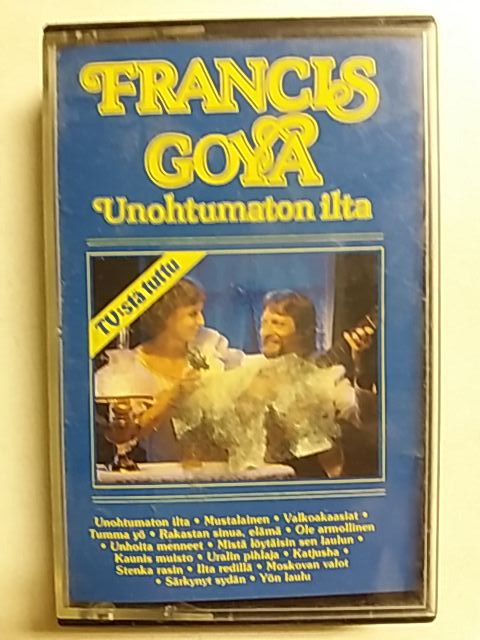 FRANCIS
GOYA
Unohtumaton ilta
TV:stä tuttu
Unohtumaton ilta • Mustalainen • Valkoakaasiat •
Tumma yö • Rakastan sinua, elämä • Ole armollinen
• Unhoita menneet • Mistä löytäisin sen laulun •
Kaunis muisto • Uralin pihlaja • Katjusha •
Stenka rasin • Ilta redillä • Moskovan valot
• Särkynyt sydän • Yön laulu